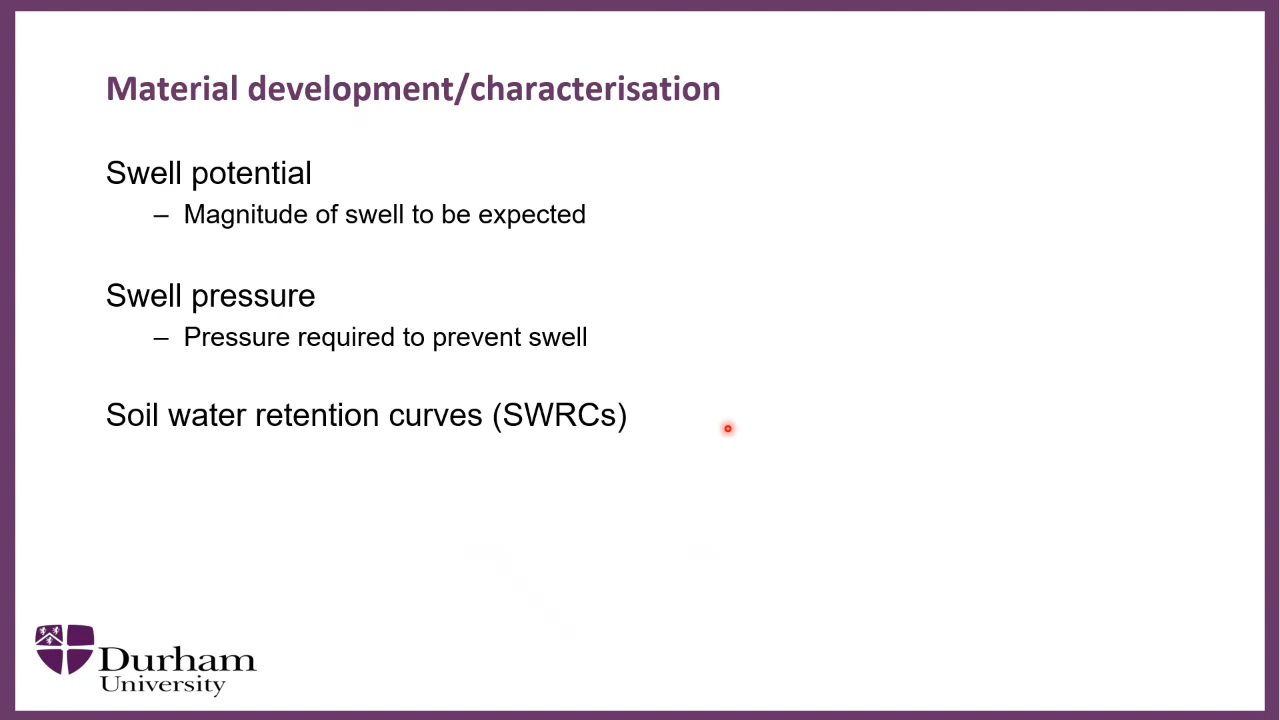 Material development/characterisation
Swell potential
– Magnitude of swell to be expected
Swell pressure
– Pressure required to prevent swell
Soil water retention curves (SWRCs)
Durham
University